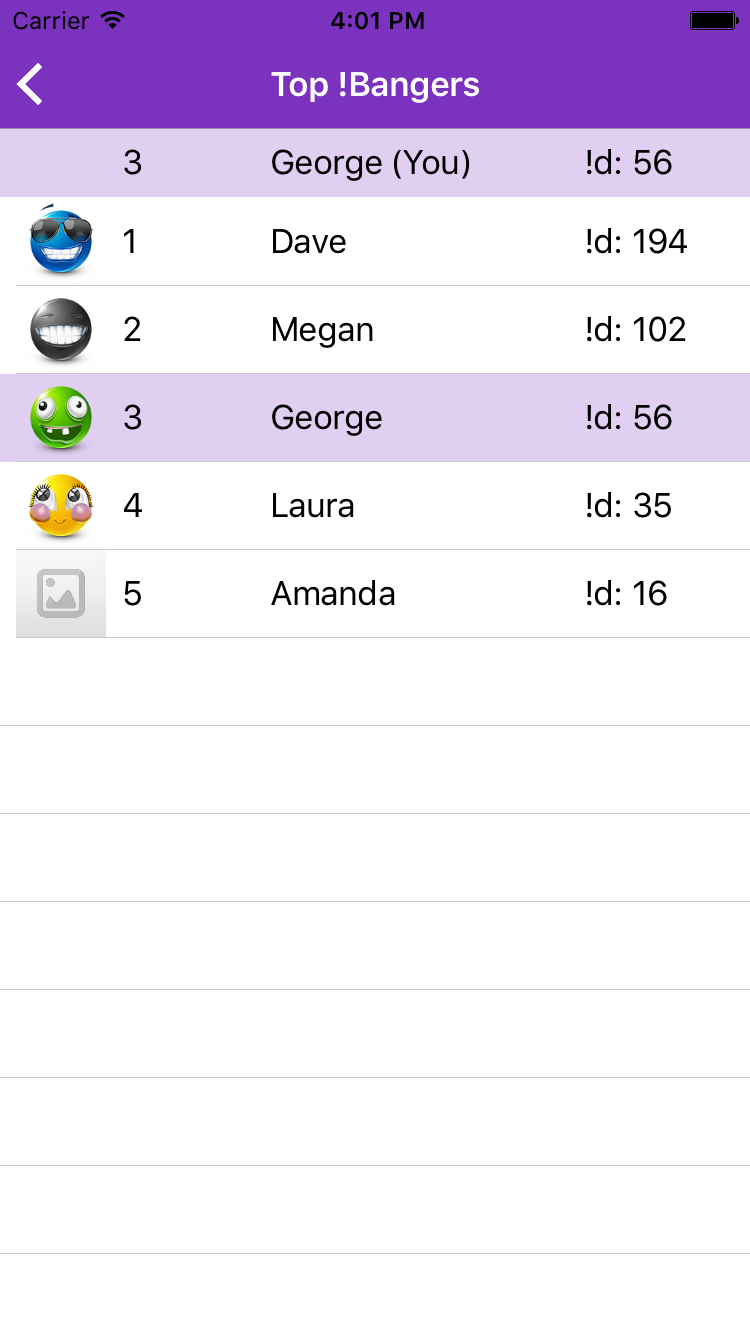 Carrier 4:01 PM
Top !Bangers
3 George (You) !d: 56
1 Dave !d: 194
2 Megan !d: 102
3 George !d: 56
4 Laura !d: 35
5 Amanda !d: 16